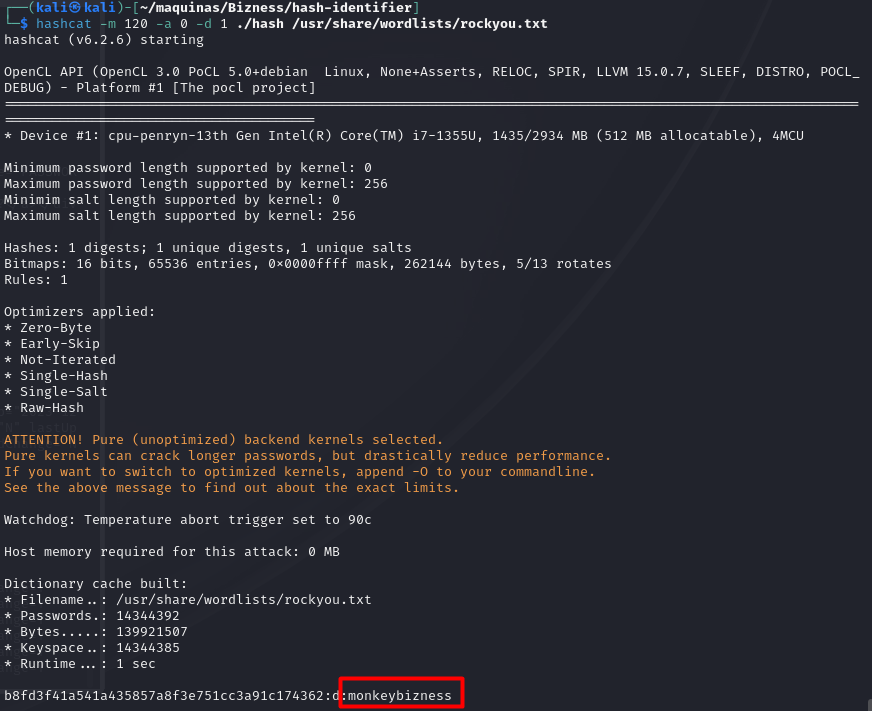 ┌──(kali㉿kali)-[~/maquinas/Bizness/hash-identifier]
└─$ hashcat -m 120 -a 0 -d 1 ./hash /usr/share/wordlists/rockyou.txt
hashcat (v6.2.6) starting

OpenCL API (OpenCL 3.0 PoCL 5.0+debian  Linux, None+Asserts, RELOC, SPIR, LLVM 15.0.7, SLEEF, DISTRO, POCL_
DEBUG) - Platform #1 [The pocl project]
===========================================================================================================
=======================================
* Device #1: cpu-penryn-13th Gen Intel(R) Core(TM) i7-1355U, 1435/2934 MB (512 MB allocatable), 4MCU

Minimum password length supported by kernel: 0
Maximum password length supported by kernel: 256
Minimim salt length supported by kernel: 0
Maximum salt length supported by kernel: 256

Hashes: 1 digests; 1 unique digests, 1 unique salts
Bitmaps: 16 bits, 65536 entries, 0x0000ffff mask, 262144 bytes, 5/13 rotates
Rules: 1

Optimizers applied:
* Zero-Byte
* Early-Skip
* Not-Iterated
* Single-Hash
* Single-Salt
* Raw-Hash

ATTENTION! Pure (unoptimized) backend kernels selected.
Pure kernels can crack longer passwords, but drastically reduce performance.
If you want to switch to optimized kernels, append -O to your commandline.
See the above message to find out about the exact limits.

Watchdog: Temperature abort trigger set to 90c

Host memory required for this attack: 0 MB

Dictionary cache built:
* Filename..: /usr/share/wordlists/rockyou.txt
* Passwords.: 14344392
* Bytes.....: 139921507
* Keyspace..: 14344385
* Runtime...: 1 sec

b8fd3f41a541a435857a8f3e751cc3a91c174362:d:monkeybizness